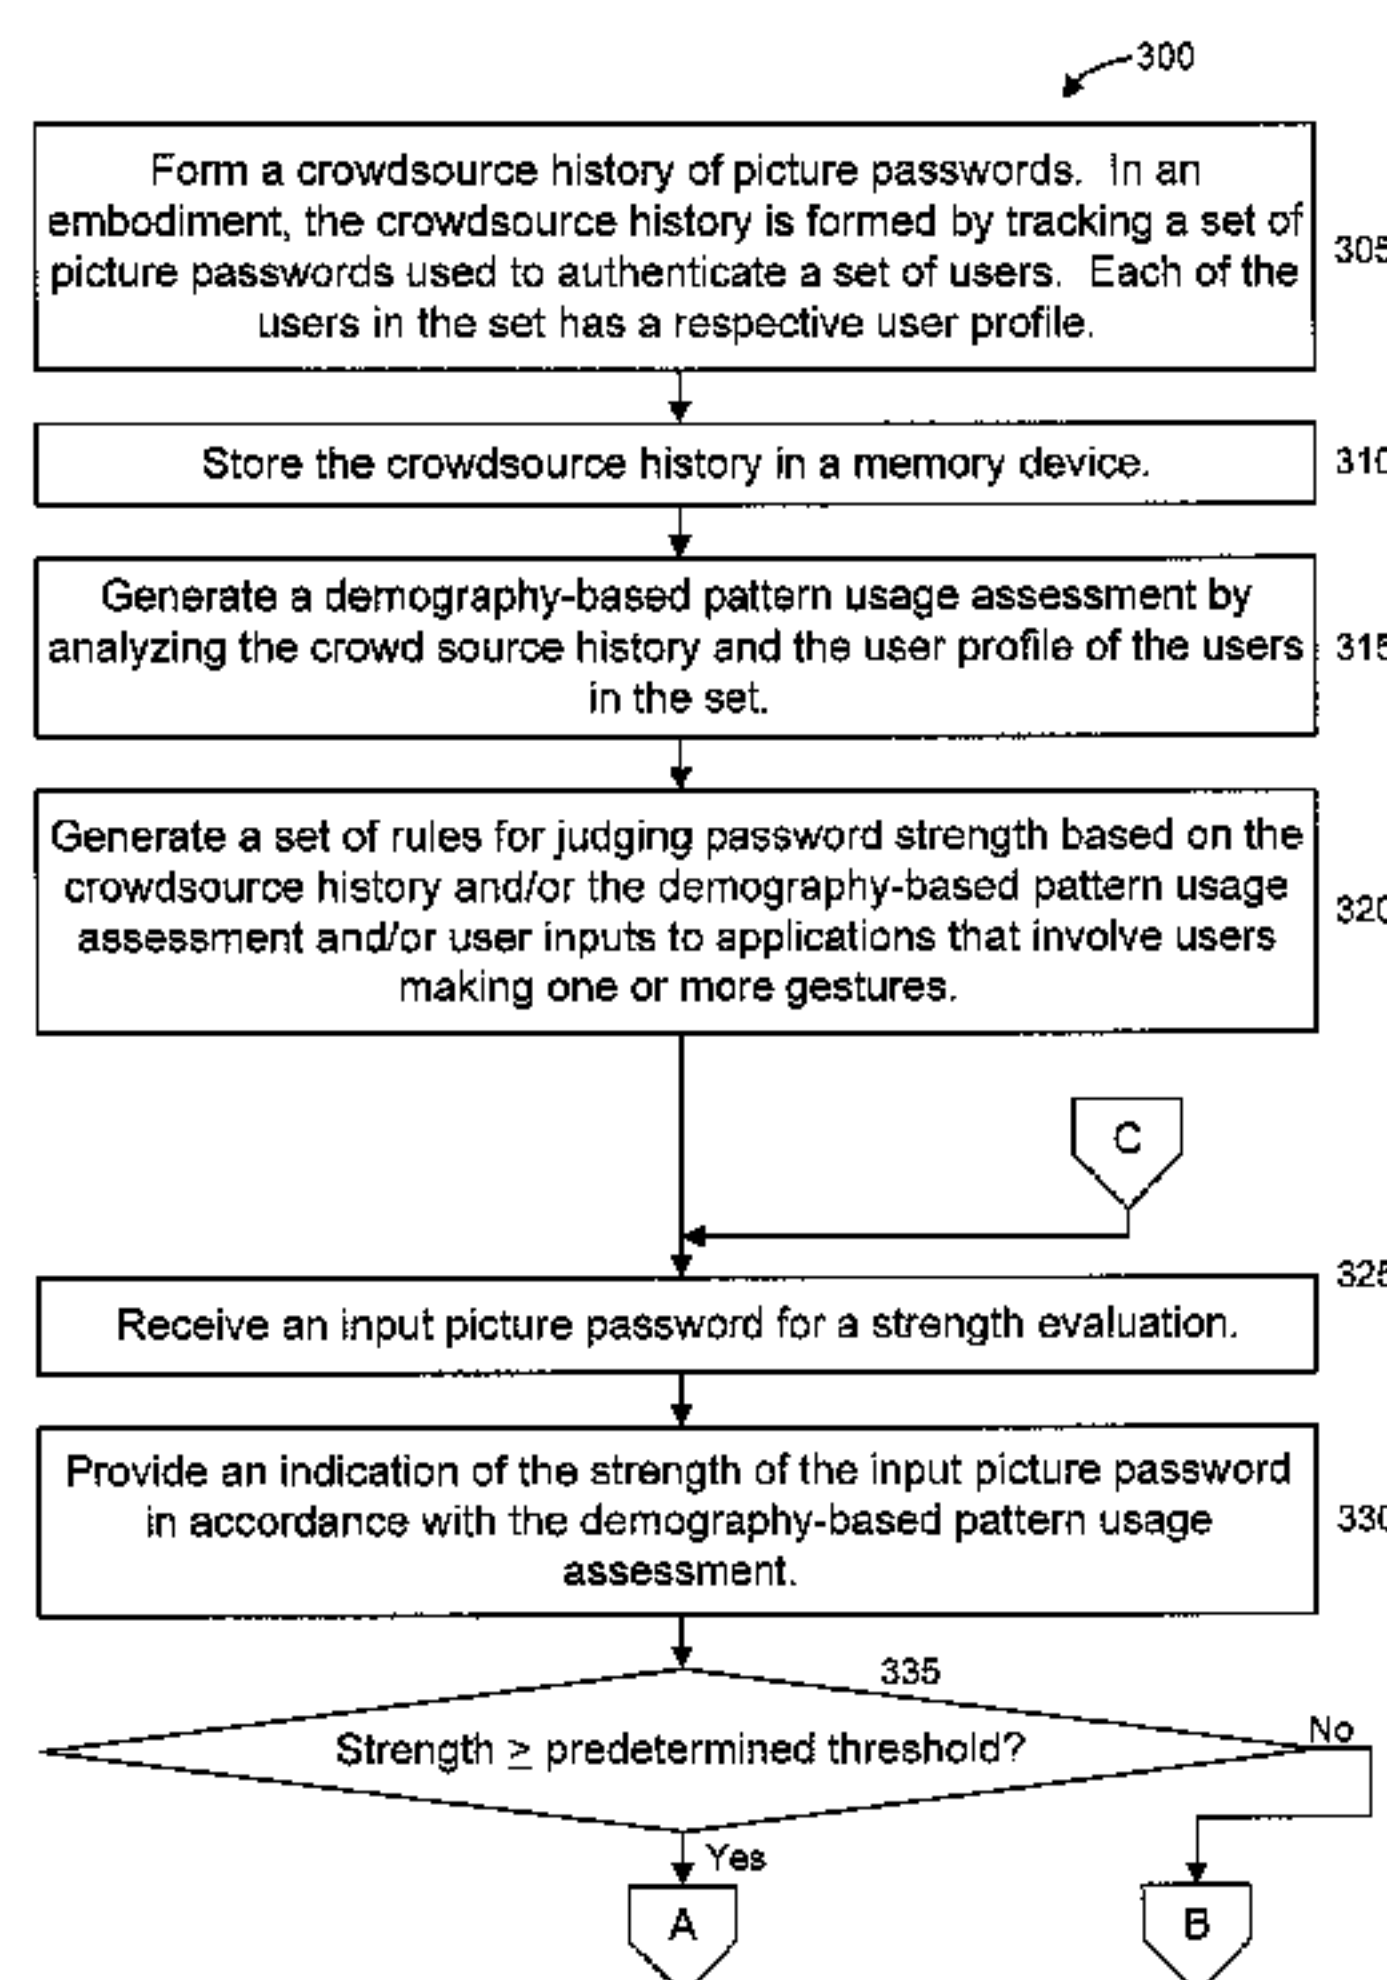 300
Form a crowdsource history of picture passwords. In an
embodiment, the crowdsource history is formed by tracking a set of
picture passwords used to authenticate a set of users. Each of the
users in the set has a respective user profile.
305
Store the crowdsource history in a memory device.
310
Generate a demography-based pattern usage assessment by
analyzing the crowd source history and the user profile of the users
in the set.
315
Generate a set of rules for judging password strength based on the
crowdsource history and/or the demography-based pattern usage
assessment and/or user inputs to applications that involve users
making one or more gestures.
320
C
325
Receive an input picture password for a strength evaluation.
Provide an indication of the strength of the input picture password
in accordance with the demography-based pattern usage
assessment.
330
335
Strength ≥ predetermined threshold?
No
Yes
A
B